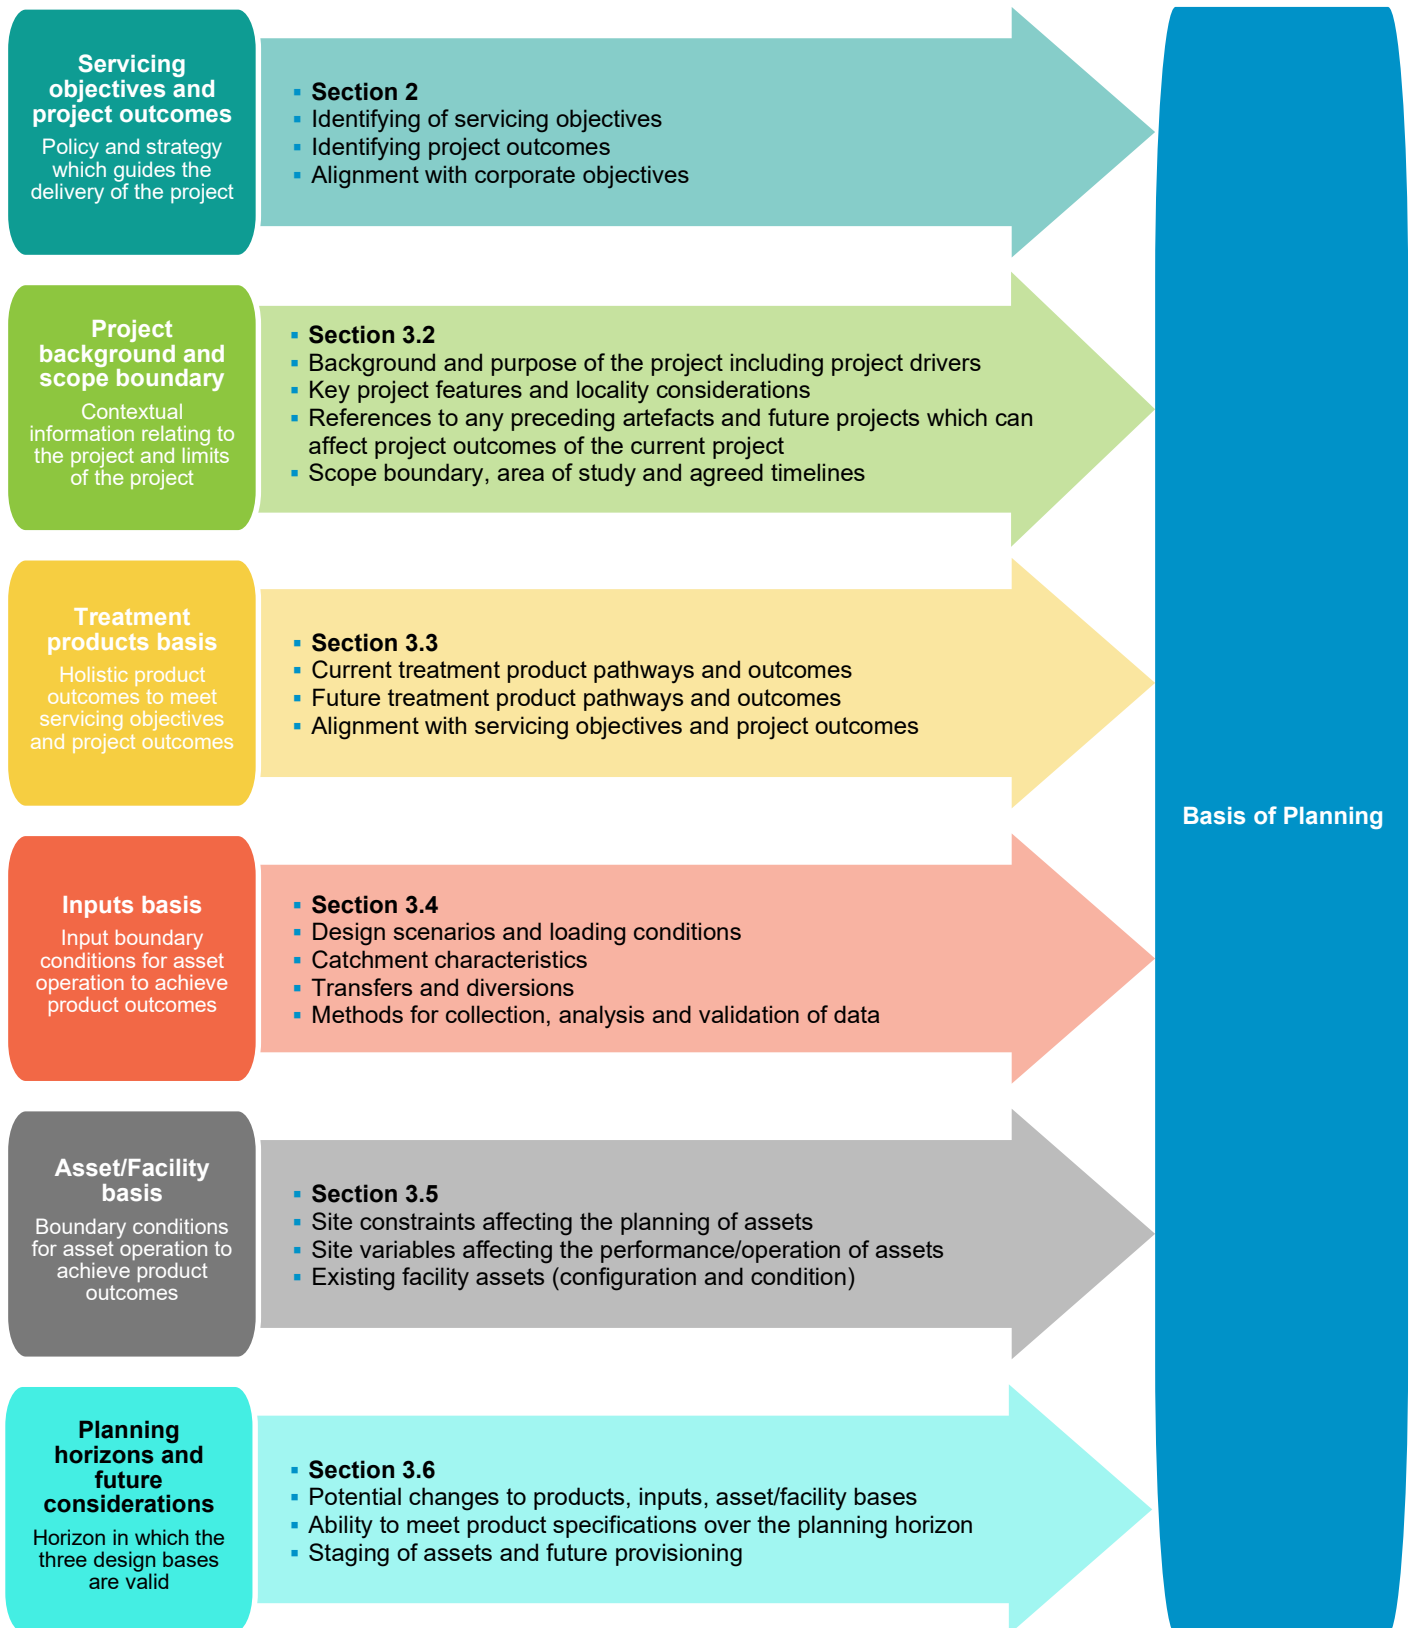 Servicing
objectives and
project outcomes
Policy and strategy
which guides the
delivery of the project
▪ Section 2
▪ Identifying of servicing objectives
▪ Identifying project outcomes
▪ Alignment with corporate objectives
Project
background and
scope boundary
Contextual
information relating to
the project and limits
of the project
▪ Section 3.2
▪ Background and purpose of the project including project drivers
▪ Key project features and locality considerations
▪ References to any preceding artefacts and future projects which can
affect project outcomes of the current project
▪ Scope boundary, area of study and agreed timelines
Treatment
products basis
Holistic product
outcomes to meet
servicing objectives
and project outcomes
▪ Section 3.3
▪ Current treatment product pathways and outcomes
▪ Future treatment product pathways and outcomes
▪ Alignment with servicing objectives and project outcomes
Inputs basis
Input boundary
conditions for asset
operation to achieve
product outcomes
▪ Section 3.4
▪ Design scenarios and loading conditions
▪ Catchment characteristics
▪ Transfers and diversions
▪ Methods for collection, analysis and validation of data
Asset/Facility
basis
Boundary conditions
for asset operation to
achieve product
outcomes
▪ Section 3.5
▪ Site constraints affecting the planning of assets
▪ Site variables affecting the performance/operation of assets
▪ Existing facility assets (configuration and condition)
Planning
horizons and
future
considerations
Horizon in which the
three design bases
are valid
▪ Section 3.6
▪ Potential changes to products, inputs, asset/facility bases
▪ Ability to meet product specifications over the planning horizon
▪ Staging of assets and future provisioning
Basis of Planning